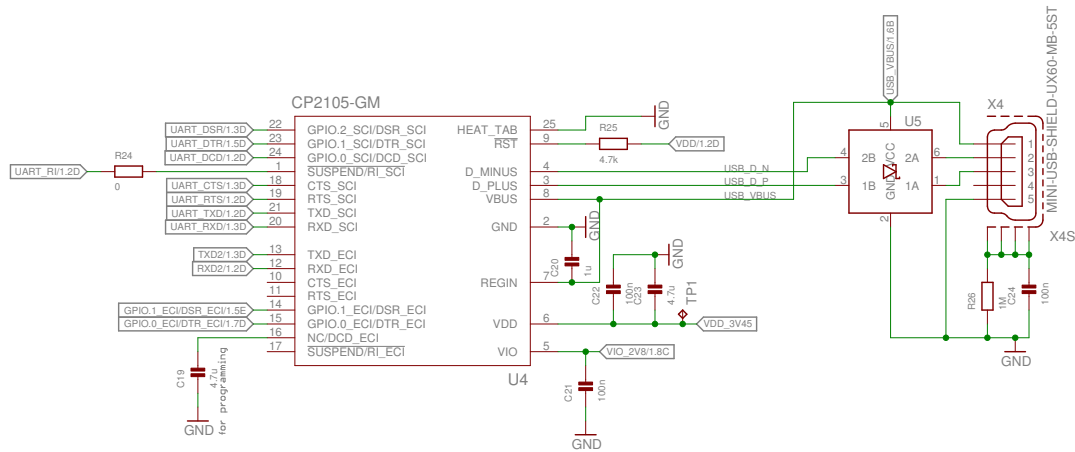 CP2105-GM
UART_DSR/1.3D 22 GPIO.2_SCI/DSR_SCI
UART_DTR/1.5D 23 GPIO.1_SCI/DTR_SCI
UART_DCD/1.2D 24 GPIO.0_SCI/DCD_SCI
UART_RI/1.2D R24 0 1 SUSPEND/RI_SCI
UART_CTS/1.3D 18 CTS_SCI
UART_RTS/1.2D 19 RTS_SCI
UART_TXD/1.2D 21 TXD_SCI
UART_RXD/1.3D 20 RXD_SCI
TXD2/1.3D 13 TXD_ECI
RXD2/1.2D 12 RXD_ECI
10 CTS_ECI
11 RTS_ECI
GPIO.1_ECI/DSR_ECI/1.5E 14 GPIO.1_ECI/DSR_ECI
GPIO.0_ECI/DTR_ECI/1.7D 15 GPIO.0_ECI/DTR_ECI
16 NC/DCD_ECI
17 SUSPEND/RI_ECI
C19
4.7u
for programming
GND
HEAT_TAB 25
GND
RST 9
R25
4.7k
VDD/1.2D
D_MINUS 4 USB_D_N
D_PLUS 3 USB_D_P
VBUS 8 USB_VBUS
GND 2
GND
C20
1u
REGIN 7
C22
100n
C23
4.7u
GND
TP1
VDD 6
VDD_3V45
VIO 5
VIO_2V8/1.8C
U4
C21
100n
GND
USB_VBUS/1.6B
5
U5
4 2B 2A 6
3 1B 1A 1
GND
VCC
2
X4
1
2
3
4
5
MINI-USB-SHIELD-UX60-MB-5ST
X4S
R26
1M
C24
100n
GND